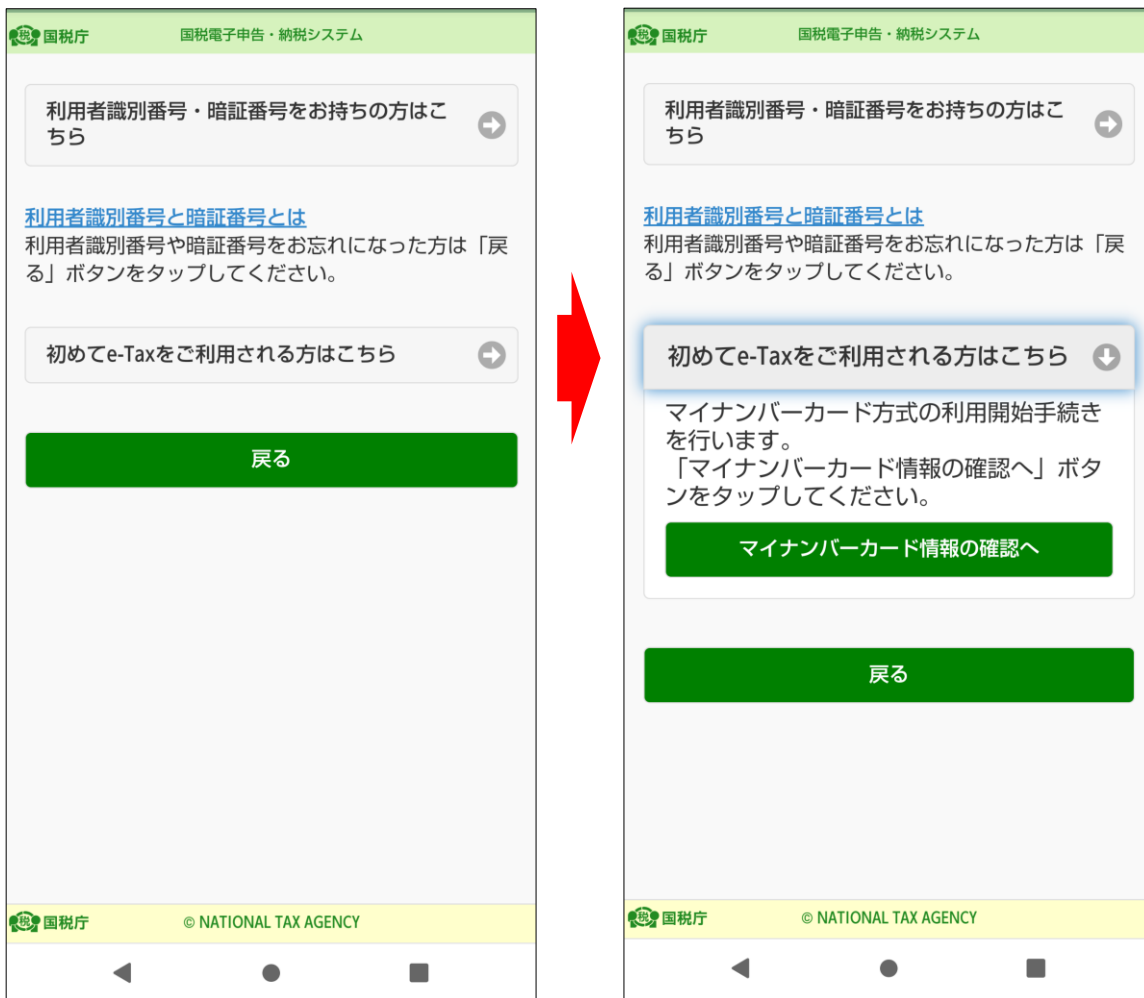 国税庁 国税電子申告・納税システム
利用者識別番号・暗証番号をお持ちの方はこ
ちら
利用者識別番号と暗証番号とは
利用者識別番号や暗証番号をお忘れになった方は「戻
る」ボタンをタップしてください。
初めてe-Taxをご利用される方はこちら
戻る
国税庁 © NATIONAL TAX AGENCY
国税庁 国税電子申告・納税システム
利用者識別番号・暗証番号をお持ちの方はこ
ちら
利用者識別番号と暗証番号とは
利用者識別番号や暗証番号をお忘れになった方は「戻
る」ボタンをタップしてください。
初めてe-Taxをご利用される方はこちら
マイナンバーカード方式の利用開始手続き
を行います。
「マイナンバーカード情報の確認へ」ボタ
ンをタップしてください。
マイナンバーカード情報の確認へ
戻る
国税庁 © NATIONAL TAX AGENCY